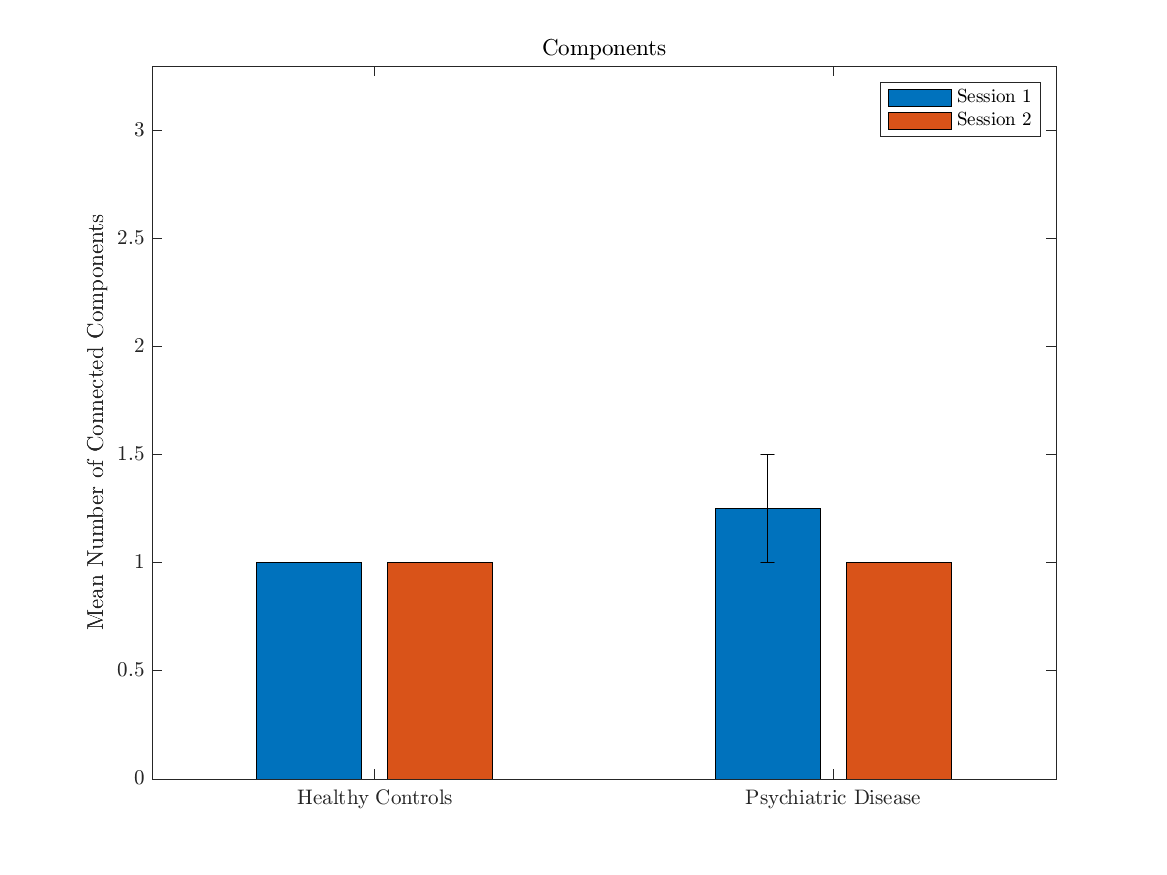 Components
Session 1
Session 2
3
2.5
2
1.5
1
0.5
0
Mean Number of Connected Components
Healthy Controls
Psychiatric Disease